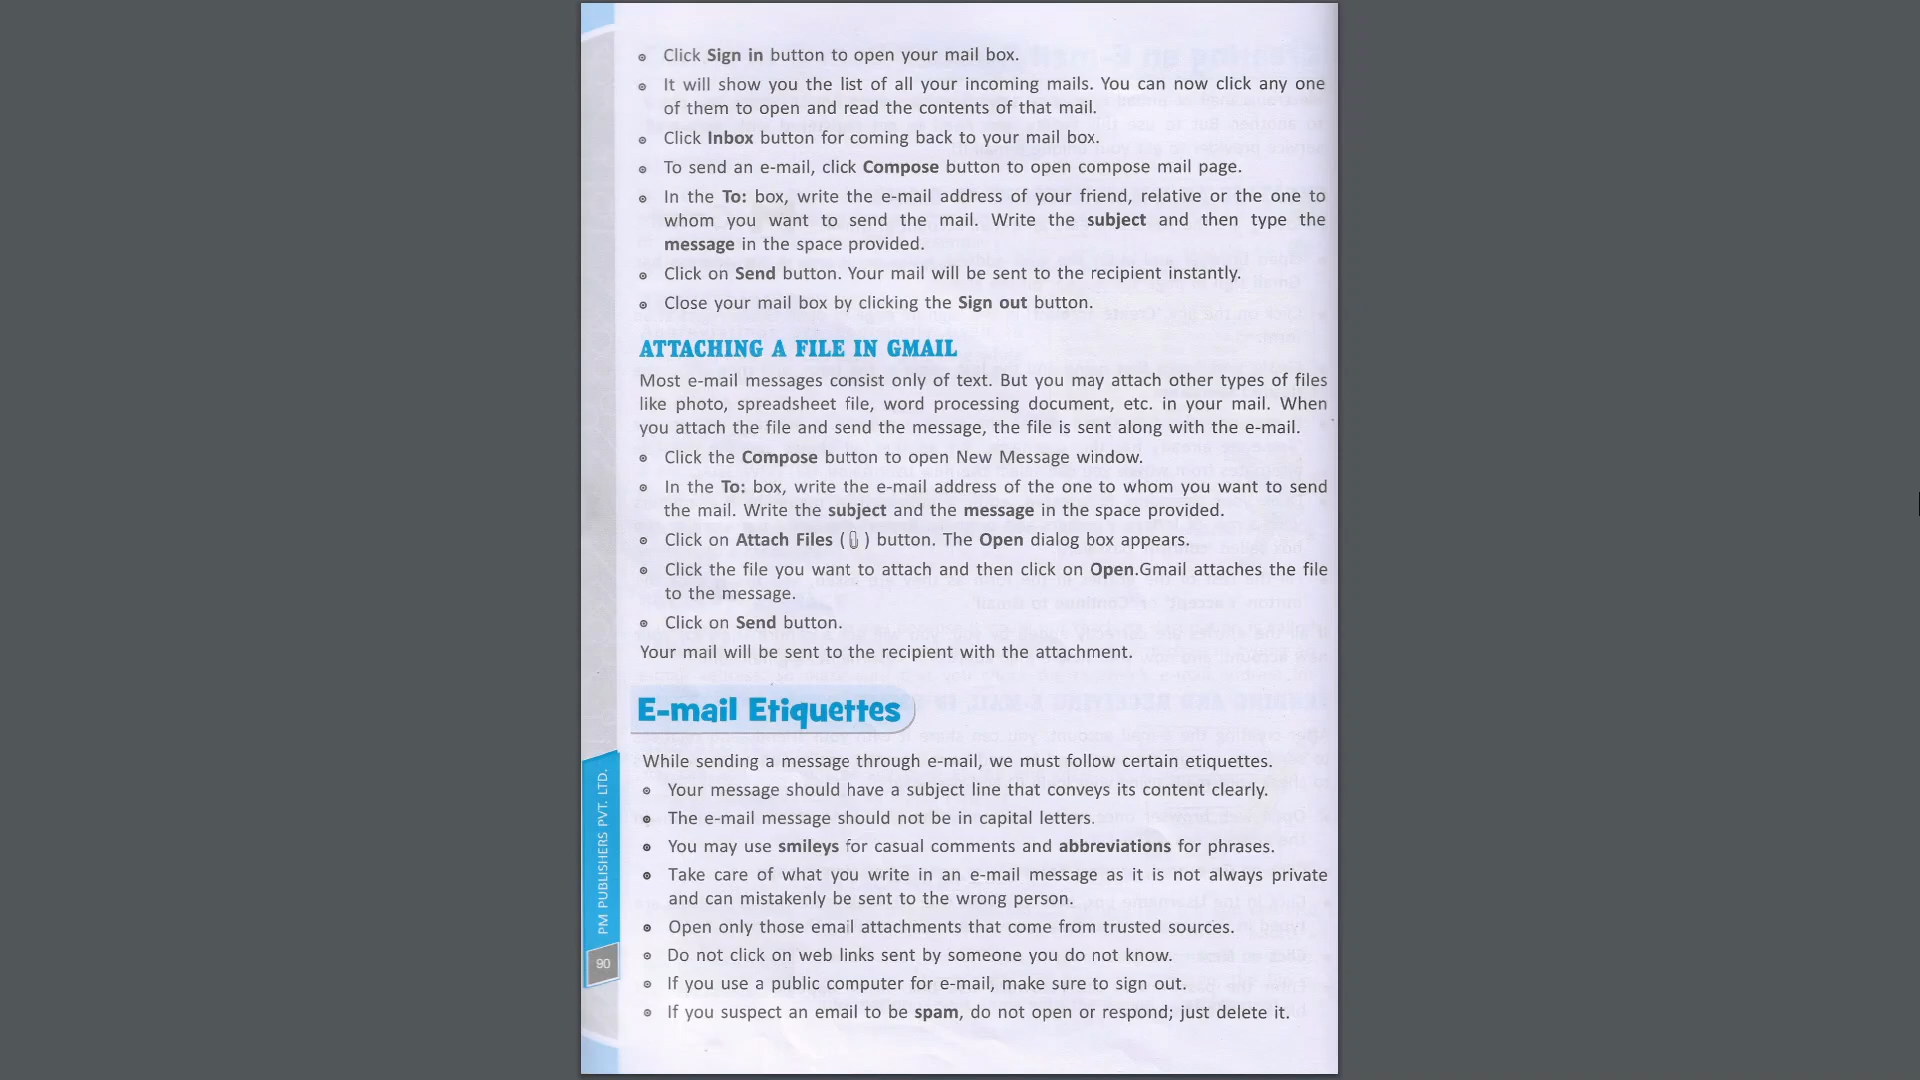 Click Sign in button to open your mail box.
It will show you the list of all your incoming mails. You can now click any one
of them to open and read the contents of that mail.
Click Inbox button for coming back to your mail box.
To send an e-mail, click Compose button to open compose mail page.
In the To: box, write the e-mail address of your friend, relative or the one to
whom you want to send the mail. Write the subject and then type the
message in the space provided.
Click on Send button. Your mail will be sent to the recipient instantly.
Close your mail box by clicking the Sign out button.
ATTACHING A FILE IN GMAIL
Most e-mail messages consist only of text. But you may attach other types of files
like photo, spreadsheet file, word processing document, etc. in your mail. When
you attach the file and send the message, the file is sent along with the e-mail.
Click the Compose button to open New Message window.
In the To: box, write the e-mail address of the one to whom you want to send
the mail. Write the subject and the message in the space provided.
Click on Attach Files ( ) button. The Open dialog box appears.
Click the file you want to attach and then click on Open.Gmail attaches the file
to the message.
Click on Send button.
Your mail will be sent to the recipient with the attachment.
E-mail Etiquettes
While sending a message through e-mail, we must follow certain etiquettes.
Your message should have a subject line that conveys its content clearly.
The e-mail message should not be in capital letters.
You may use smileys for casual comments and abbreviations for phrases.
Take care of what you write in an e-mail message as it is not always private
and can mistakenly be sent to the wrong person.
Open only those email attachments that come from trusted sources.
Do not click on web links sent by someone you do not know.
If you use a public computer for e-mail, make sure to sign out.
If you suspect an email to be spam, do not open or respond; just delete it.
PM PUBLISHERS PVT. LTD.
90